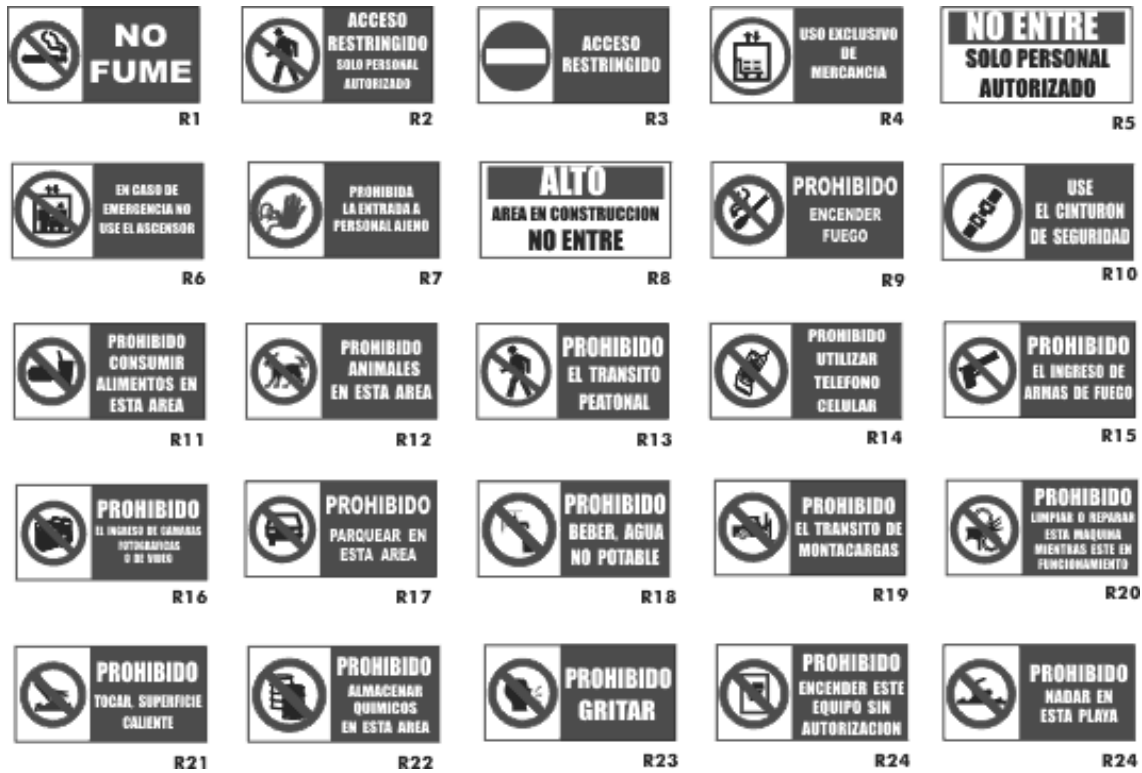 NO
FUME
R1
ACCESO
RESTRINGIDO
SOLO PERSONAL
AUTORIZADO
R2
ACCESO
RESTRINGIDO
R3
USO EXCLUSIVO
DE
MERCANCIA
R4
NO ENTRE
SOLO PERSONAL
AUTORIZADO
R5
EN CASO DE
EMERGENCIA NO
USE EL ASCENSOR
R6
PROHIBIDA
LA ENTRADA A
PERSONAL AJENO
R7
ALTO
AREA EN CONSTRUCCION
NO ENTRE
R8
PROHIBIDO
ENCENDER
FUEGO
R9
USE
EL CINTURON
DE SEGURIDAD
R10
PROHIBIDO
CONSUMIR
ALIMENTOS EN
ESTA AREA
R11
PROHIBIDO
ANIMALES
EN ESTA AREA
R12
PROHIBIDO
EL TRANSITO
PEATONAL
R13
PROHIBIDO
UTILIZAR
TELEFONO
CELULAR
R14
PROHIBIDO
EL INGRESO DE
ARMAS DE FUEGO
R15
PROHIBIDO
EL INGRESO DE CAMARAS
FOTOGRAFICAS
O DE VIDEO
R16
PROHIBIDO
PARQUEAR EN
ESTA AREA
R17
PROHIBIDO
BEBER, AGUA
NO POTABLE
R18
PROHIBIDO
EL TRANSITO DE
MONTACARGAS
R19
PROHIBIDO
LIMPIAR O REPARAR
ESTA MAQUINA
MIENTRAS ESTE EN
FUNCIONAMIENTO
R20
PROHIBIDO
TOCAR, SUPERFICIE
CALIENTE
R21
PROHIBIDO
ALMACENAR
QUIMICOS
EN ESTA AREA
R22
PROHIBIDO
GRITAR
R23
PROHIBIDO
ENCENDER ESTE
EQUIPO SIN
AUTORIZACION
R24
PROHIBIDO
NADAR EN
ESTA PLAYA
R24